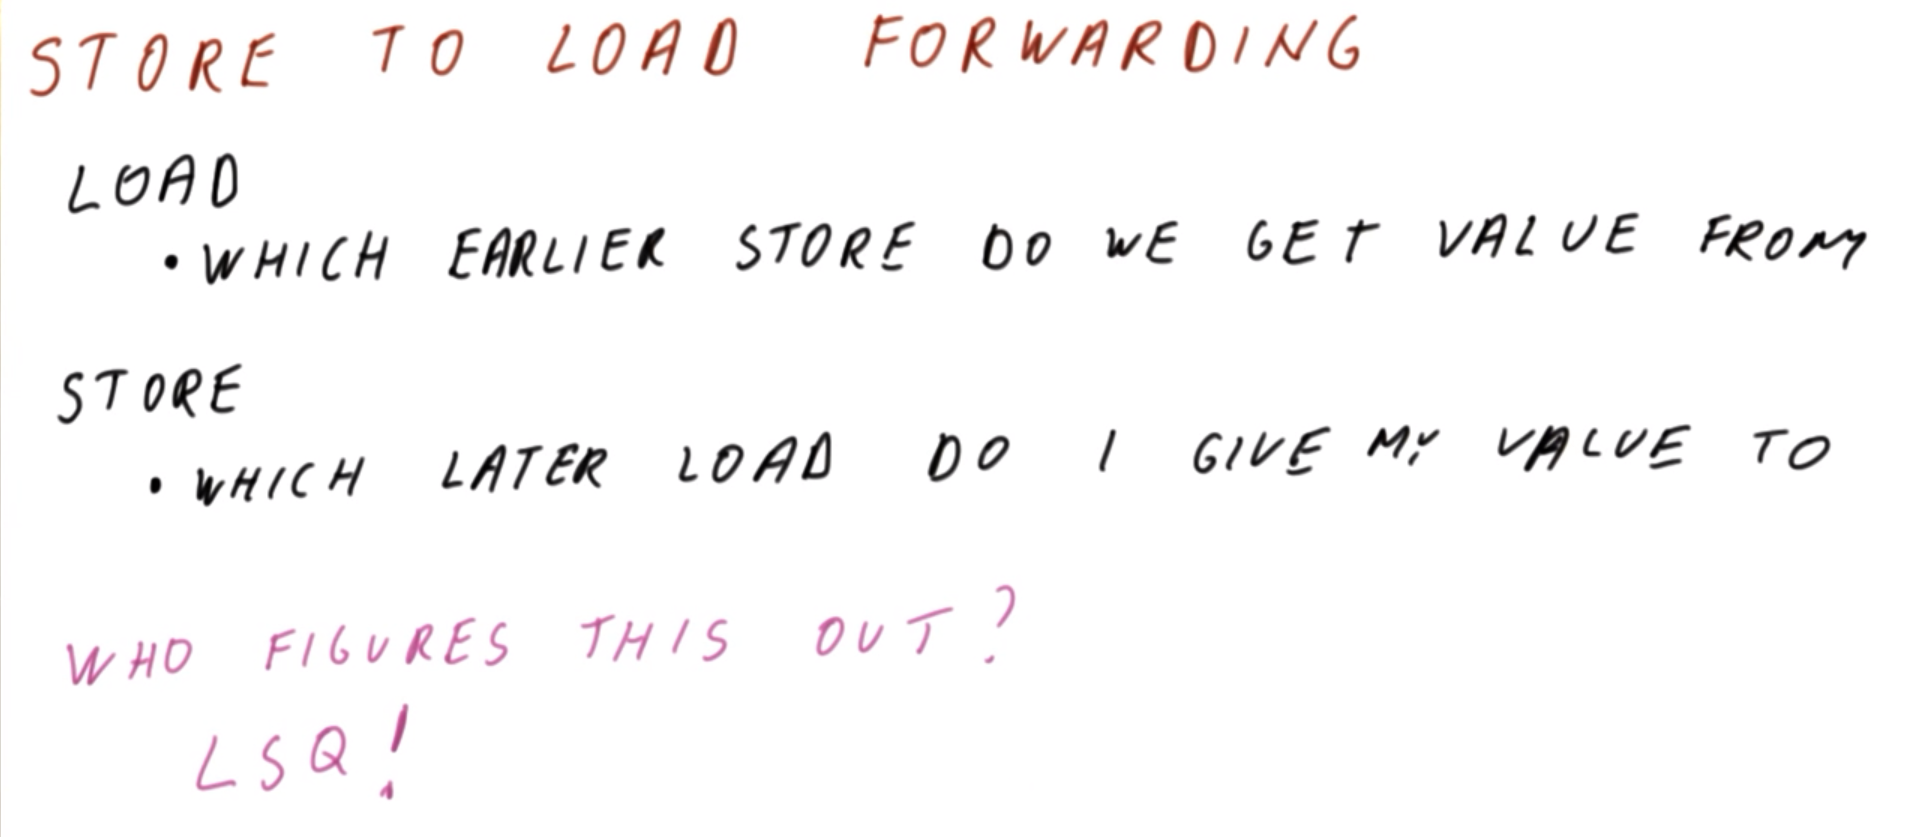 STORE TO LOAD FORWARDING
LOAD
• WHICH EARLIER STORE DO WE GET VALUE FROM
STORE
• WHICH LATER LOAD DO I GIVE MY VALUE TO
WHO FIGURES THIS OUT?
LSQ!